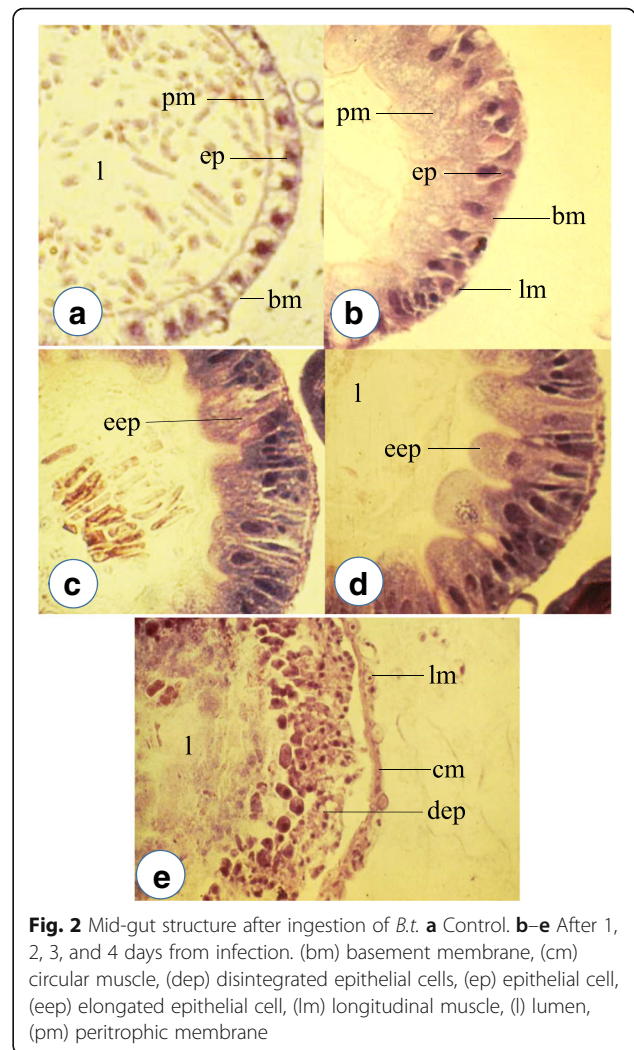 pm
ep
l
bm
a
pm
ep
bm
lm
b
eep
c
l
eep
d
lm
l
cm
dep
e
Fig. 2 Mid-gut structure after ingestion of B.t. a Control. b–e After 1,
2, 3, and 4 days from infection. (bm) basement membrane, (cm)
circular muscle, (dep) disintegrated epithelial cells, (ep) epithelial cell,
(eep) elongated epithelial cell, (lm) longitudinal muscle, (l) lumen,
(pm) peritrophic membrane